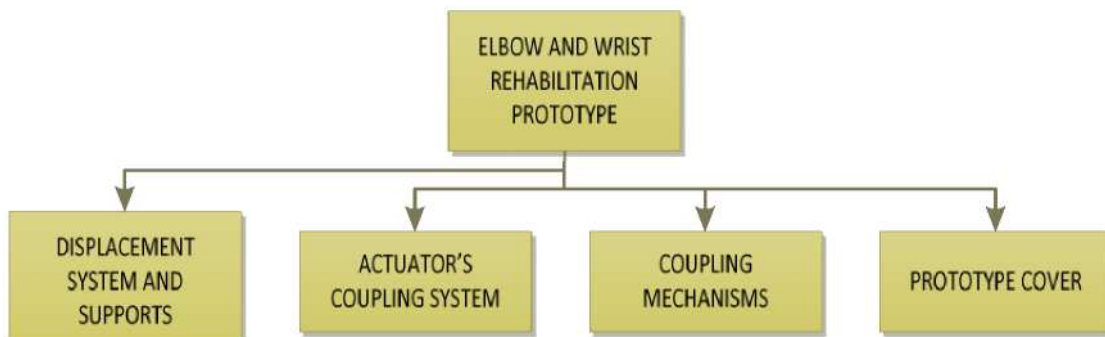 ELBOW AND WRIST
REHABILITATION
PROTOTYPE
DISPLACEMENT
SYSTEM AND
SUPPORTS
ACTUATOR'S
COUPLING SYSTEM
COUPLING
MECHANISMS
PROTOTYPE COVER